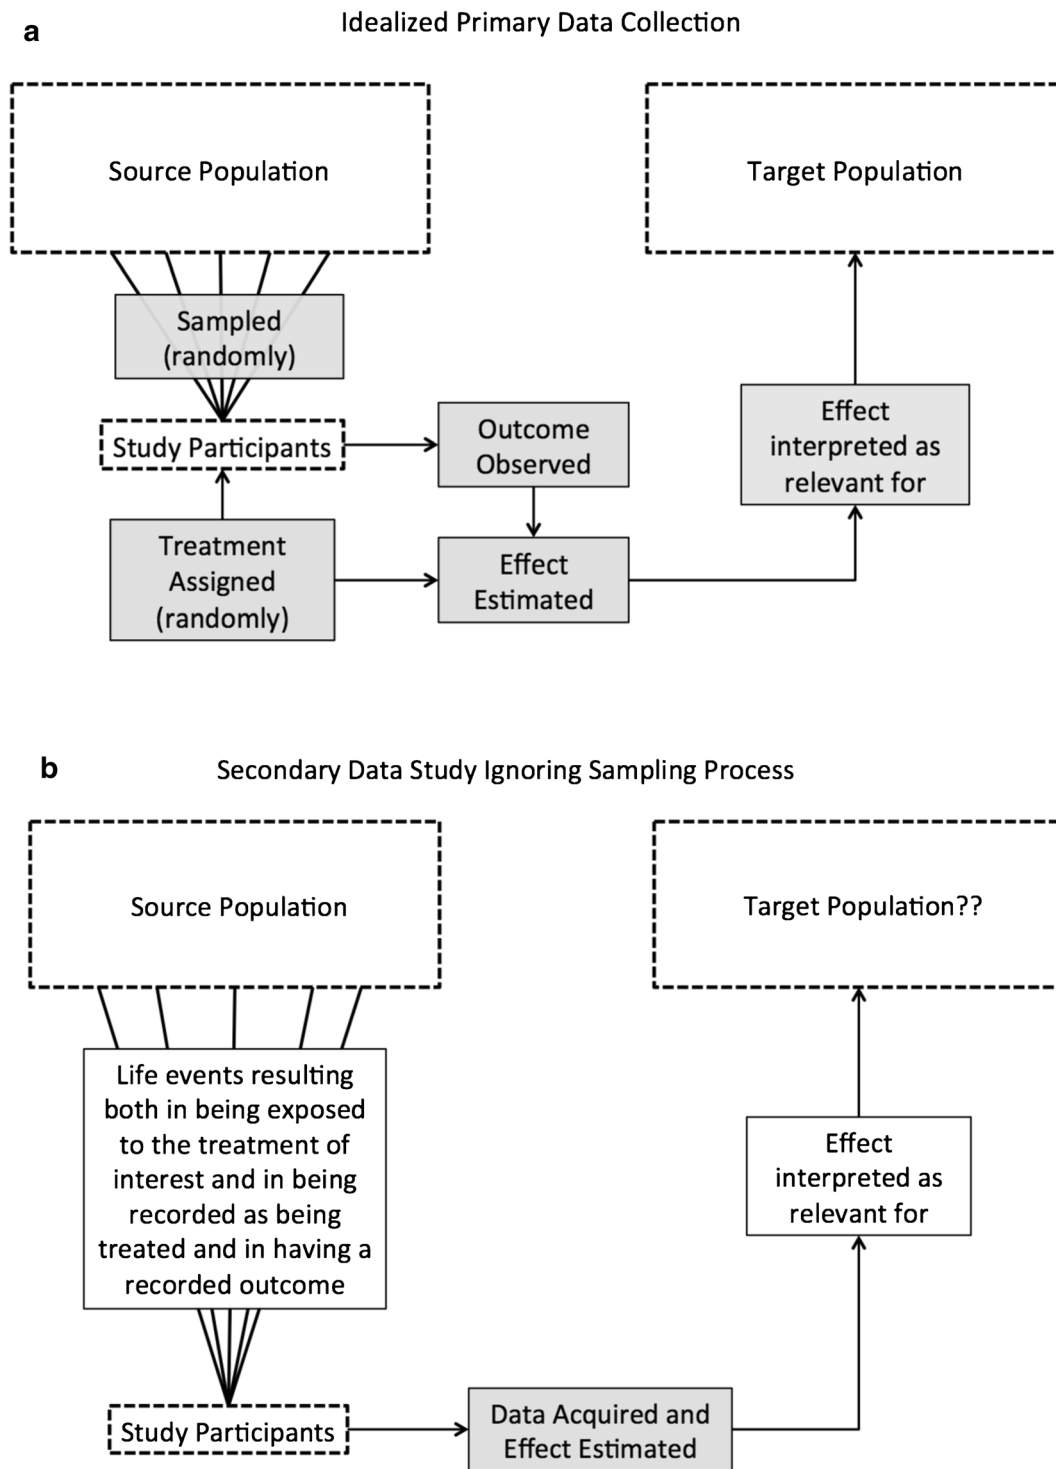 a
Idealized Primary Data Collection
Source Population
Target Population
Sampled
(randomly)
Study Participants
Outcome
Observed
Effect
interpreted as
relevant for
Treatment
Assigned
(randomly)
Effect
Estimated
b
Secondary Data Study Ignoring Sampling Process
Source Population
Target Population??
Life events resulting
both in being exposed
to the treatment of
interest and in being
recorded as being
treated and in having a
recorded outcome
Effect
interpreted as
relevant for
Study Participants
Data Acquired and
Effect Estimated